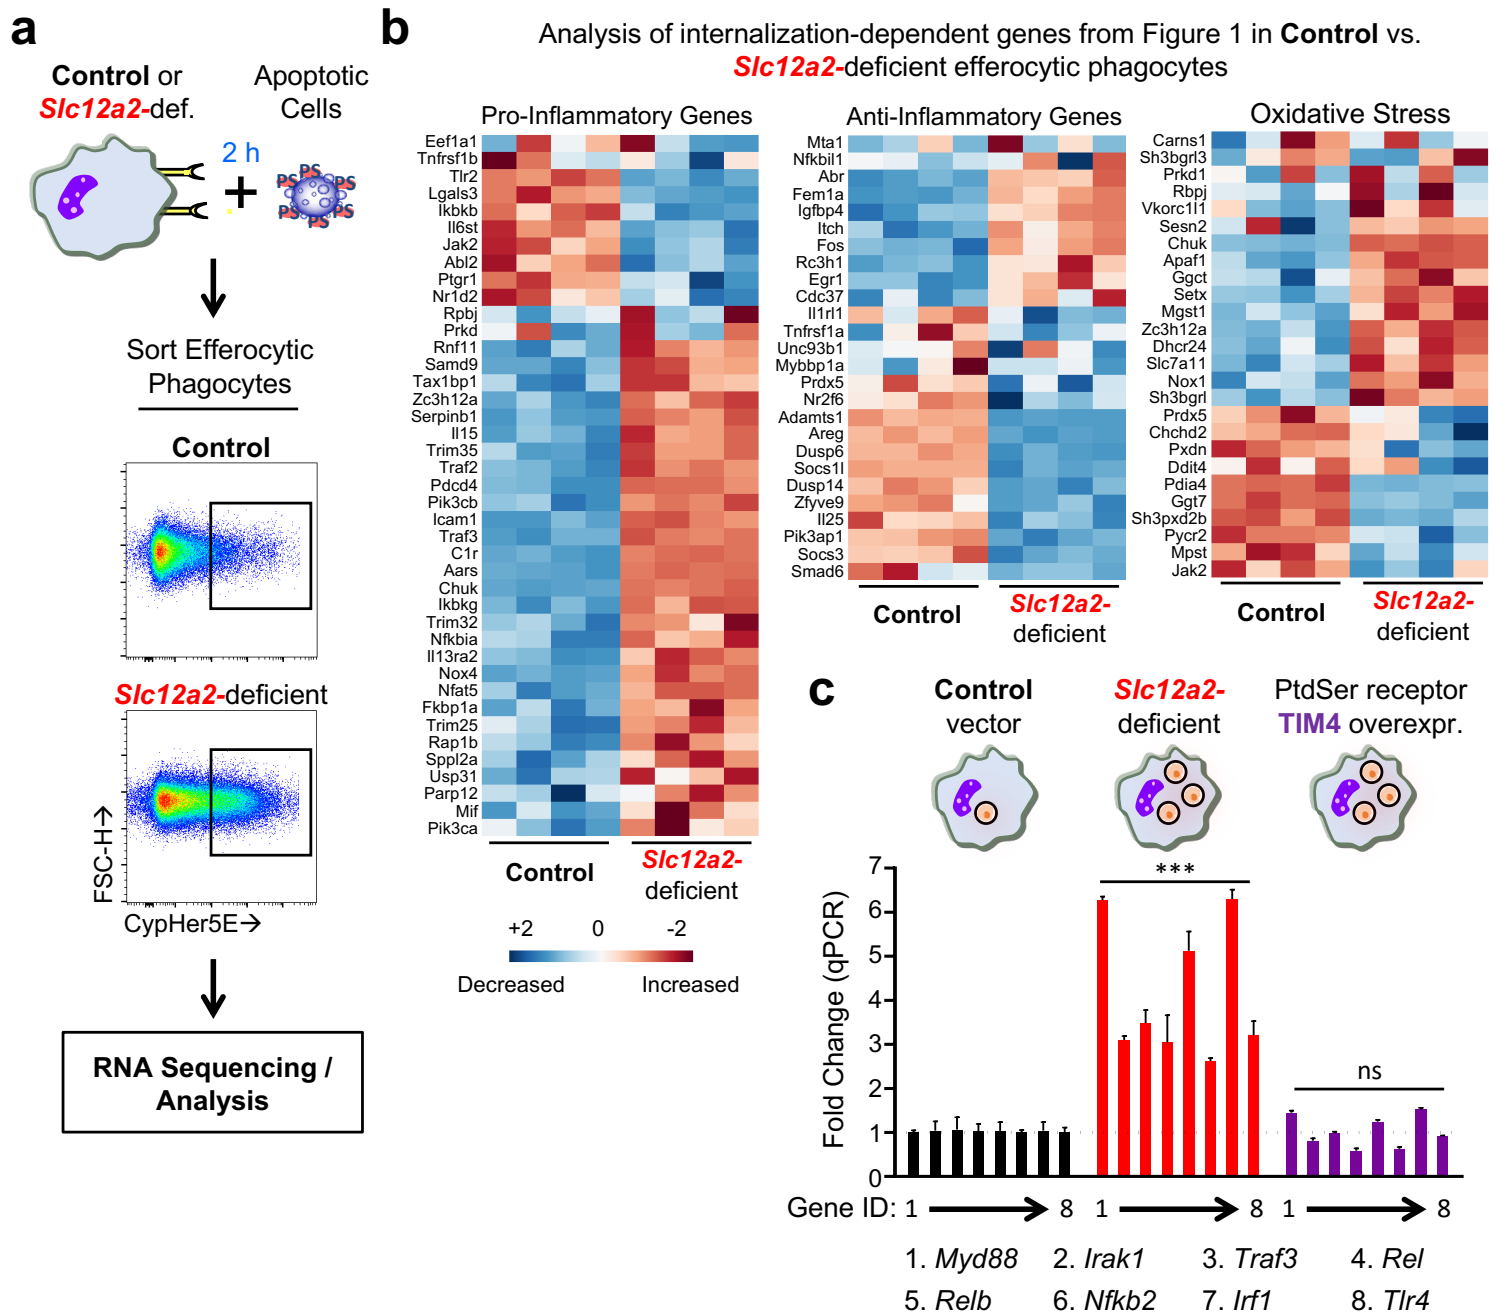 a
Control or
Slc12a2-def.
Apoptotic
Cells
2 h
+
PS PS PS
PS PS
PS
Sort Efferocytic
Phagocytes
Control
Slc12a2-deficient
FSC-H→
CypHer5E→
RNA Sequencing /
Analysis
b
Analysis of internalization-dependent genes from Figure 1 in Control vs.
Slc12a2-deficient efferocytic phagocytes
Pro-Inflammatory Genes
Eef1a1
Tnfrsf1b
Tlr2
Lgals3
Ikbkb
Il6st
Jak2
Abl2
Ptgr1
Nr1d2
Rpbj
Prkd
Rnf11
Samd9
Tax1bp1
Zc3h12a
Serpinb1
Il15
Trim35
Traf2
Pdcd4
Pik3cb
Icam1
Traf3
C1r
Aars
Chuk
Ikbkg
Trim32
Nfkbia
Il13ra2
Nox4
Nfat5
Fkbp1a
Trim25
Rap1b
Sppl2a
Usp31
Parp12
Mif
Pik3ca
Control
Slc12a2-
deficient
+2 0 -2
Decreased Increased
Anti-Inflammatory Genes
Mta1
Nfkbil1
Abr
Fem1a
Igfbp4
Itch
Fos
Rc3h1
Egr1
Cdc37
Il1rl1
Tnfrsf1a
Unc93b1
Mybbp1a
Prdx5
Nr2f6
Adamts1
Areg
Dusp6
Socs1l
Dusp14
Zfyve9
Il25
Pik3ap1
Socs3
Smad6
Control
Slc12a2-
deficient
Oxidative Stress
Carns1
Sh3bgrl3
Prkd1
Rbpj
Vkorc1l1
Sesn2
Chuk
Apaf1
Ggct
Setx
Mgst1
Zc3h12a
Dhcr24
Slc7a11
Nox1
Sh3bgrl
Prdx5
Chchd2
Pxdn
Ddit4
Pdia4
Ggt7
Sh3pxd2b
Pycr2
Mpst
Jak2
Control
Slc12a2-
deficient
c
Control
vector
Slc12a2-
deficient
PtdSer receptor
TIM4 overexpr.
Fold Change (qPCR)
7
6
5
4
3
2
1
0
***
ns
Gene ID: 1 8 1 8 1 8
1. Myd88 2. Irak1 3. Traf3 4. Rel
5. Relb 6. Nfkb2 7. Irf1 8. Tlr4